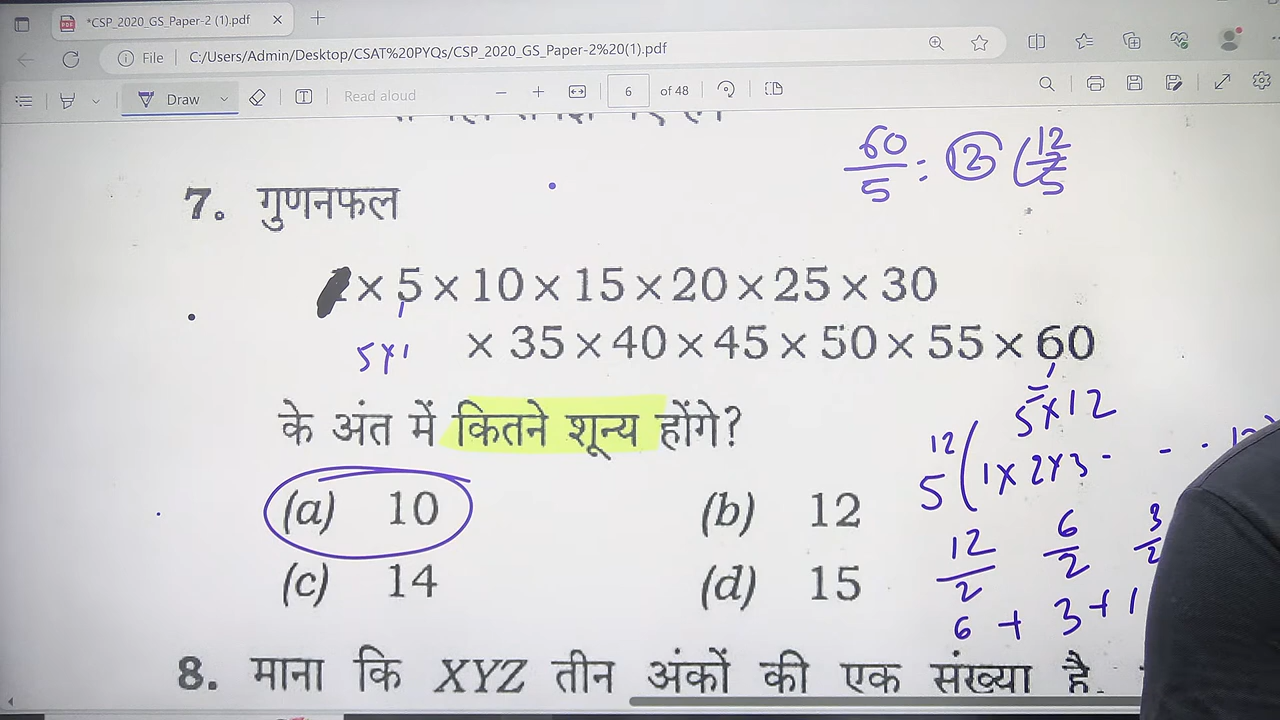 *CSP_2020_GS_Paper-2 (1).pdf
File C:/Users/Admin/Desktop/CSAT%20PYQs/CSP_2020_GS_Paper-2%20(1).pdf
Draw Read aloud 6 of 48
60/5 : 12
12/5
7. गुणनफल
× 5 × 10 × 15 × 20 × 25 × 30
× 35 × 40 × 45 × 50 × 55 × 60
5×1
5×12
के अंत में कितने शून्य होंगे?
5^12 (1×2×3 - - -
(a) 10 (b) 12
12/2 6/2 3/2
(c) 14 (d) 15
6 + 3 + 1
8. माना कि XYZ तीन अंकों की एक संख्या है